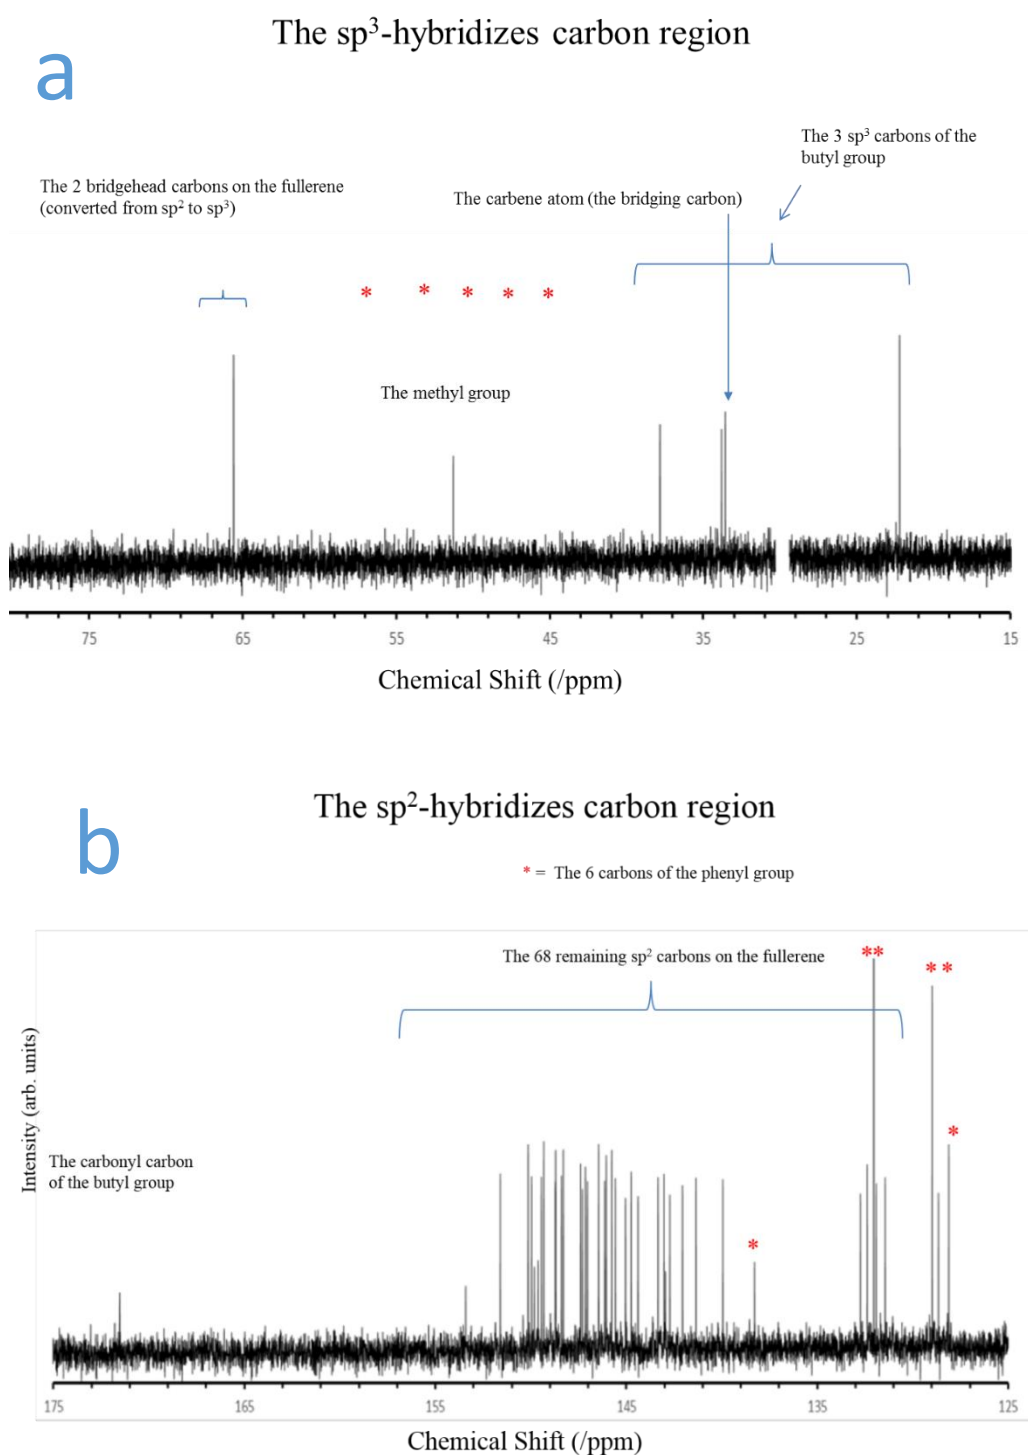 The sp³-hybridizes carbon region
a
The 3 sp³ carbons of the
butyl group
The 2 bridgehead carbons on the fullerene
(converted from sp² to sp³)
The carbene atom (the bridging carbon)
* * * * *
The methyl group
75 65 55 45 35 25 15
Chemical Shift (/ppm)
The sp²-hybridizes carbon region
b
* = The 6 carbons of the phenyl group
The 68 remaining sp² carbons on the fullerene
**
* *
*
*
Intensity (arb. units)
The carbonyl carbon
of the butyl group
175 165 155 145 135 125
Chemical Shift (/ppm)